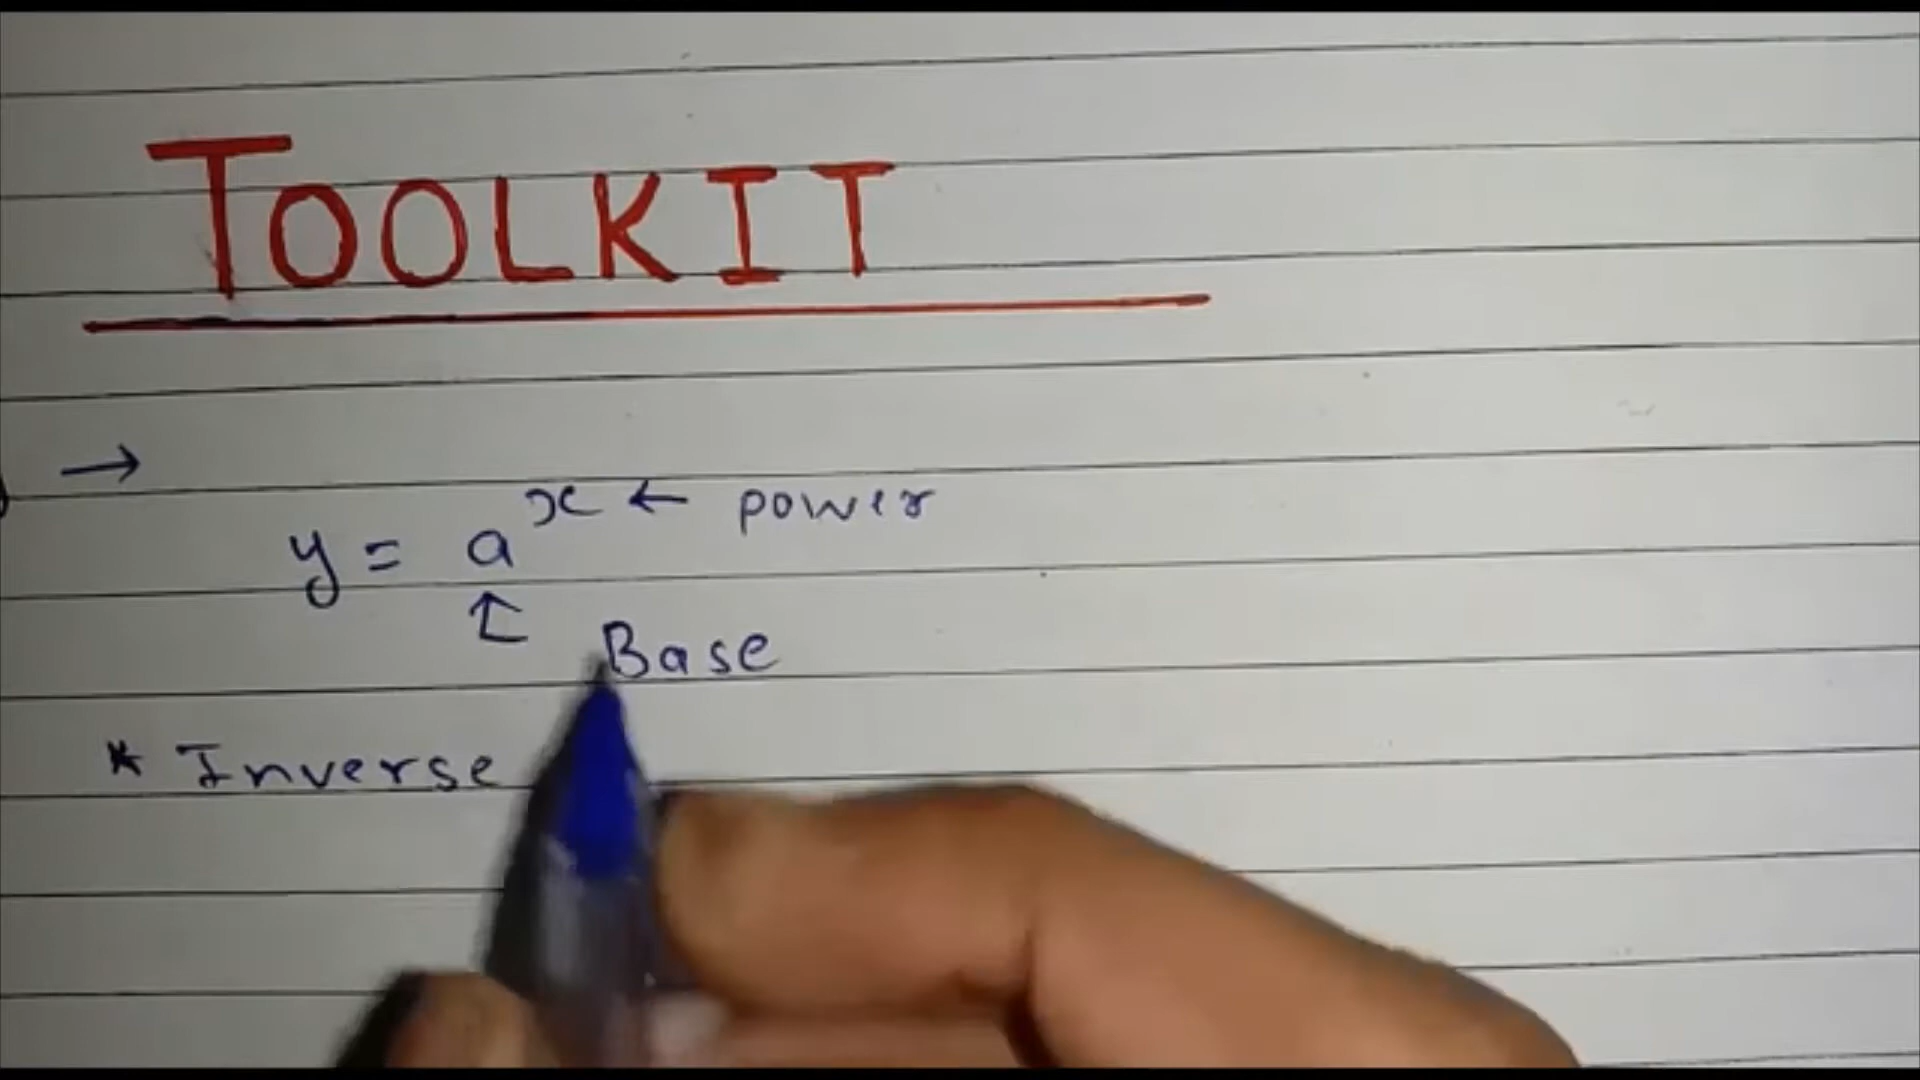 TOOLKIT
→
y = a^x ← power
↑ Base
* Inverse